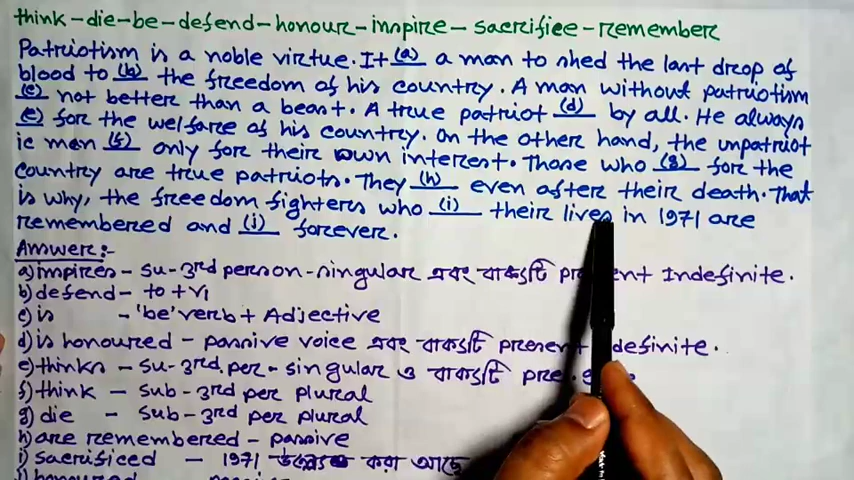 think-die-be-defend-honour-inspire-sacrifice-remember
Patriotism is a noble virtue. It (a) a man to shed the last drop of
blood to (b) the freedom of his country. A man without patriotism
(c) not better than a beast. A true patriot (d) by all. He always
(e) for the welfare of his country. On the other hand, the unpatriot
ic men (f) only for their own interest. Those who (g) for the
country are true patriots. They (h) even after their death. That
is why, the freedom fighters who (i) their lives in 1971 are
remembered and (j) forever.
Answer:-
a) inspires - su-3rd person-singular এবং বাক্যটি present Indefinite.
b) defend - to + v1
c) is - 'be' verb + Adjective
d) is honoured - passive voice এবং বাক্যটি present Indefinite.
e) thinks - su-3rd per- singular ও বাক্যটি pre.
f) think - sub-3rd per plural
g) die - sub-3rd per plural
h) are remembered - passive
i) sacrificed - 1971 উল্লেখ করা আছে
j) honoured